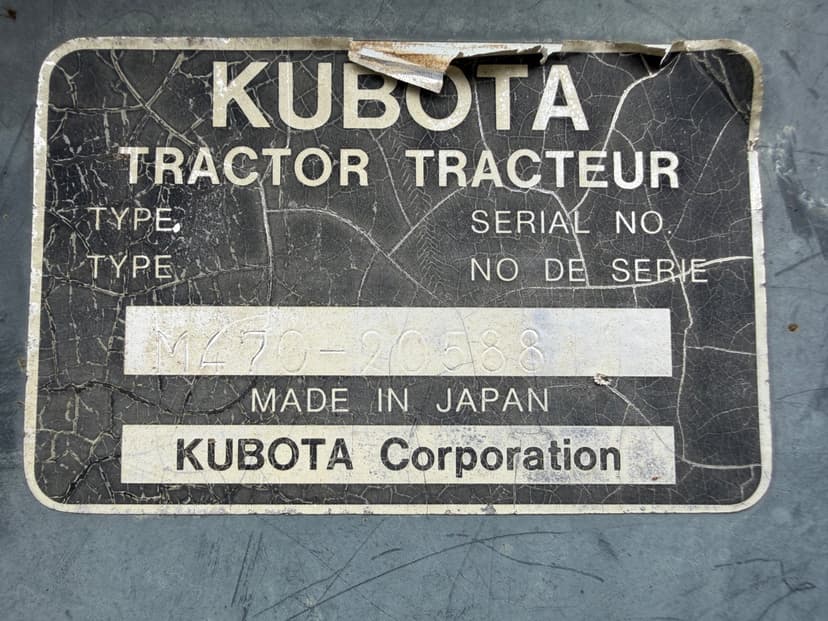 KUBOTA
TRACTOR TRACTEUR
TYPE. SERIAL NO.
TYPE NO DE SERIE
M470-20588
MADE IN JAPAN
KUBOTA Corporation